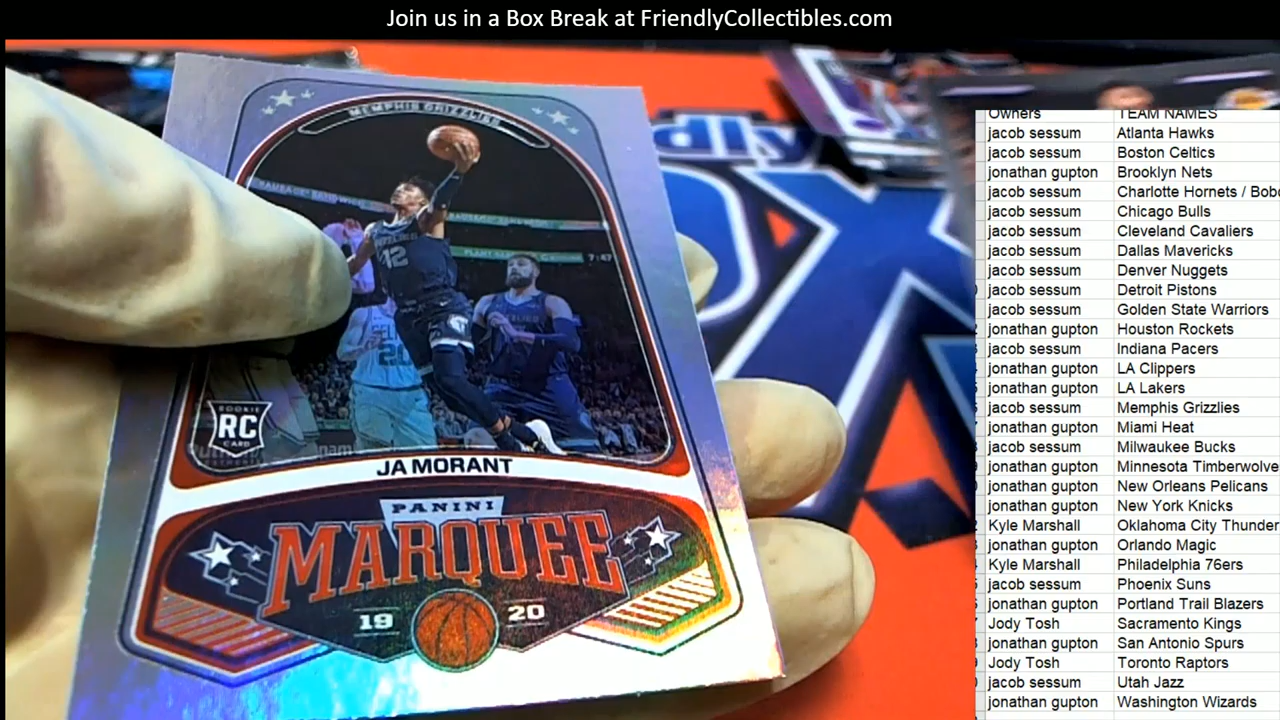 Join us in a Box Break at FriendlyCollectibles.com
MEMPHIS GRIZZLIES
12
7:47
20
ROOKIE
RC
CARD
JA MORANT
PANINI
MARQUEE
19 20
dly
OX
Owners TEAM NAMES
jacob sessum Atlanta Hawks
jacob sessum Boston Celtics
jonathan gupton Brooklyn Nets
jacob sessum Charlotte Hornets / Bobc
jacob sessum Chicago Bulls
jacob sessum Cleveland Cavaliers
jacob sessum Dallas Mavericks
jacob sessum Denver Nuggets
jacob sessum Detroit Pistons
jacob sessum Golden State Warriors
jonathan gupton Houston Rockets
jacob sessum Indiana Pacers
jonathan gupton LA Clippers
jonathan gupton LA Lakers
jacob sessum Memphis Grizzlies
jonathan gupton Miami Heat
jacob sessum Milwaukee Bucks
jonathan gupton Minnesota Timberwolve
jonathan gupton New Orleans Pelicans
jonathan gupton New York Knicks
Kyle Marshall Oklahoma City Thunder
jonathan gupton Orlando Magic
Kyle Marshall Philadelphia 76ers
jacob sessum Phoenix Suns
jonathan gupton Portland Trail Blazers
Jody Tosh Sacramento Kings
jonathan gupton San Antonio Spurs
Jody Tosh Toronto Raptors
jacob sessum Utah Jazz
jonathan gupton Washington Wizards